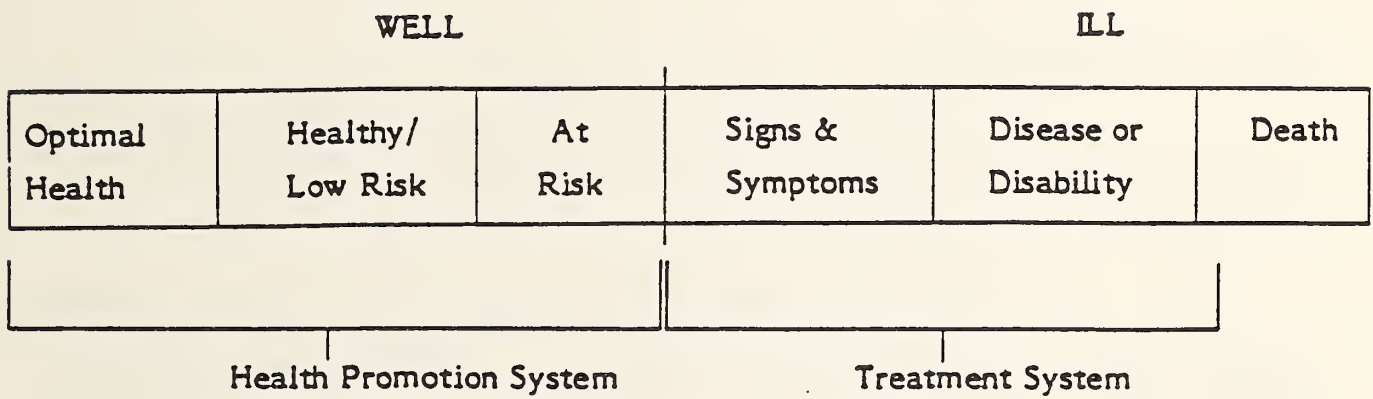 WELL ILL
Optimal Healthy/ At Signs & Disease or Death
Health Low Risk Risk Symptoms Disability
Health Promotion System Treatment System